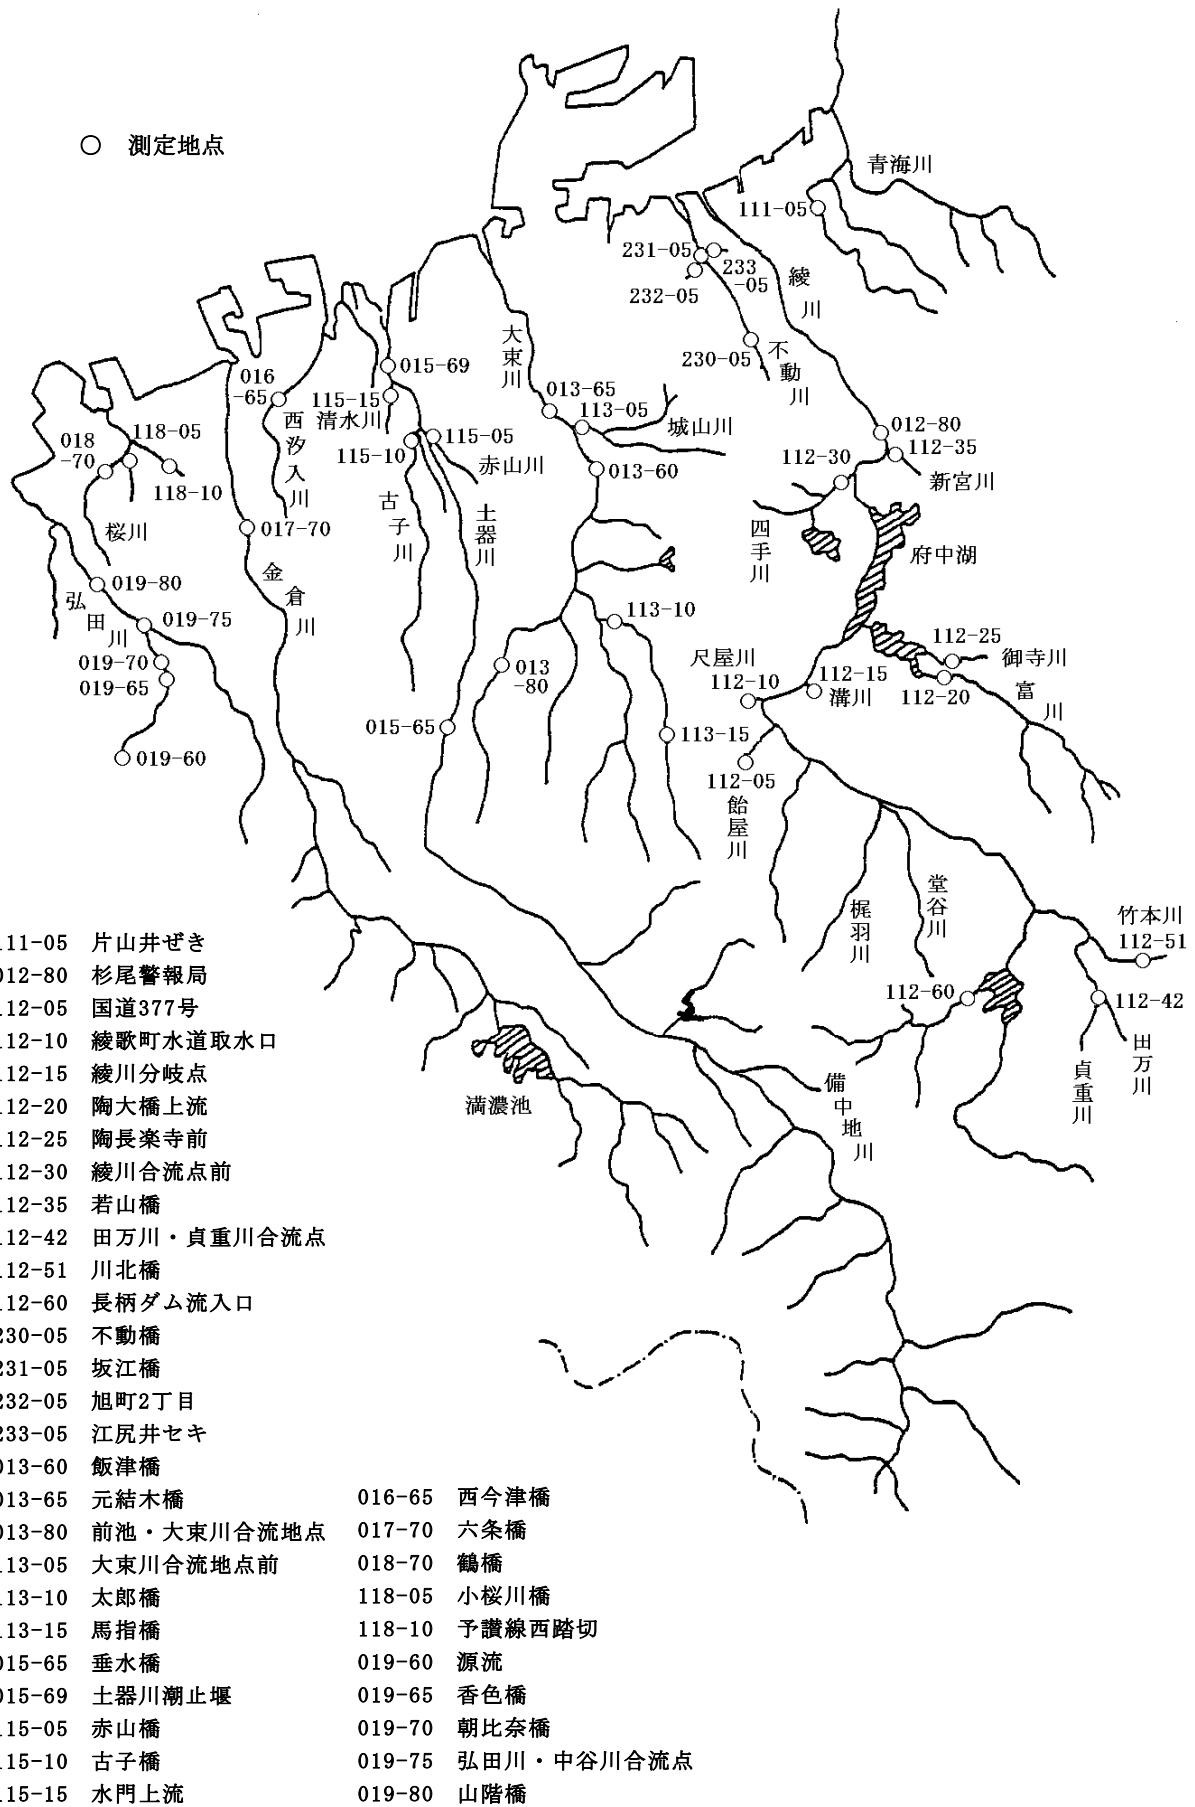 ○ 測定地点
青海川
111-05
231-05
233
-05
232-05
綾川
大束川
230-05
不動川
016
-65
015-69
115-15
清水川
西汐入川
013-65
113-05
城山川
012-80
112-35
新宮川
112-30
四手川
府中湖
018
-70
118-05
118-10
桜川
115-10
115-05
赤山川
古子川
土器川
013-60
017-70
金倉川
019-80
弘田川
019-75
019-70
019-65
019-60
113-10
013
-80
015-65
113-15
尺屋川
112-10
112-15
溝川
112-25
御寺川
112-20
富川
112-05
飴屋川
梶羽川
堂谷川
竹本川
112-51
112-60
112-42
田万川
貞重川
満濃池
備中地川
111-05 片山井ぜき
012-80 杉尾警報局
112-05 国道377号
112-10 綾歌町水道取水口
112-15 綾川分岐点
112-20 陶大橋上流
112-25 陶長楽寺前
112-30 綾川合流点前
112-35 若山橋
112-42 田万川・貞重川合流点
112-51 川北橋
112-60 長柄ダム流入口
230-05 不動橋
231-05 坂江橋
232-05 旭町2丁目
233-05 江尻井セキ
013-60 飯津橋
013-65 元結木橋
013-80 前池・大束川合流地点
113-05 大束川合流地点前
113-10 太郎橋
113-15 馬指橋
015-65 垂水橋
015-69 土器川潮止堰
115-05 赤山橋
115-10 古子橋
115-15 水門上流
016-65 西今津橋
017-70 六条橋
018-70 鶴橋
118-05 小桜川橋
118-10 予讃線西踏切
019-60 源流
019-65 香色橋
019-70 朝比奈橋
019-75 弘田川・中谷川合流点
019-80 山階橋